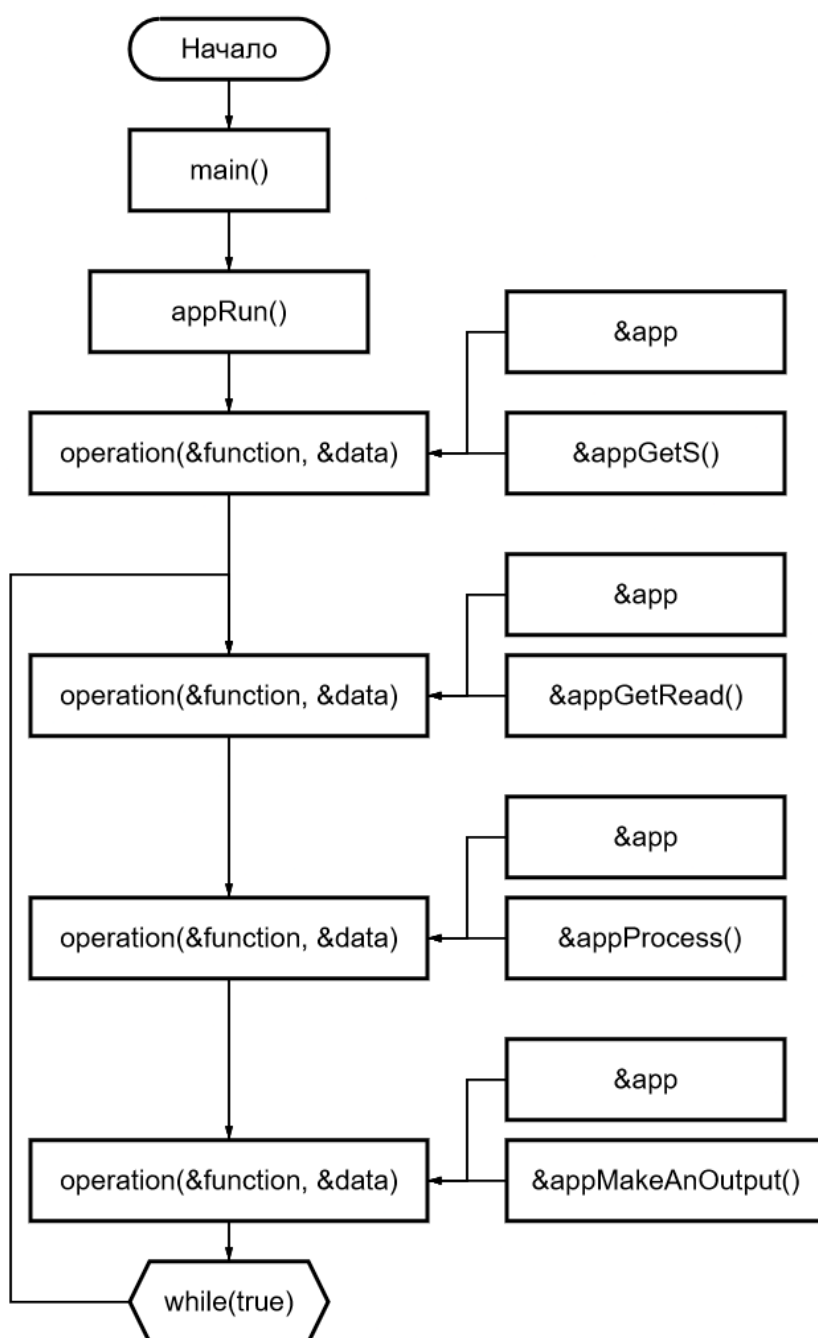 Начало
main()
appRun()
&app
operation(&function, &data)
&appGetS()
&app
operation(&function, &data)
&appGetRead()
&app
operation(&function, &data)
&appProcess()
&app
operation(&function, &data)
&appMakeAnOutput()
while(true)